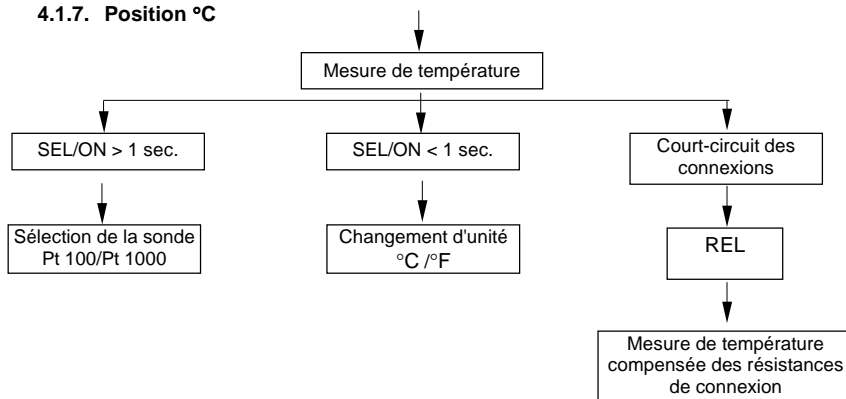 4.1.7. Position °C
Mesure de température
SEL/ON > 1 sec.
SEL/ON < 1 sec.
Court-circuit des
connexions
Sélection de la sonde
Pt 100/Pt 1000
Changement d'unité
°C /°F
REL
Mesure de température
compensée des résistances
de connexion